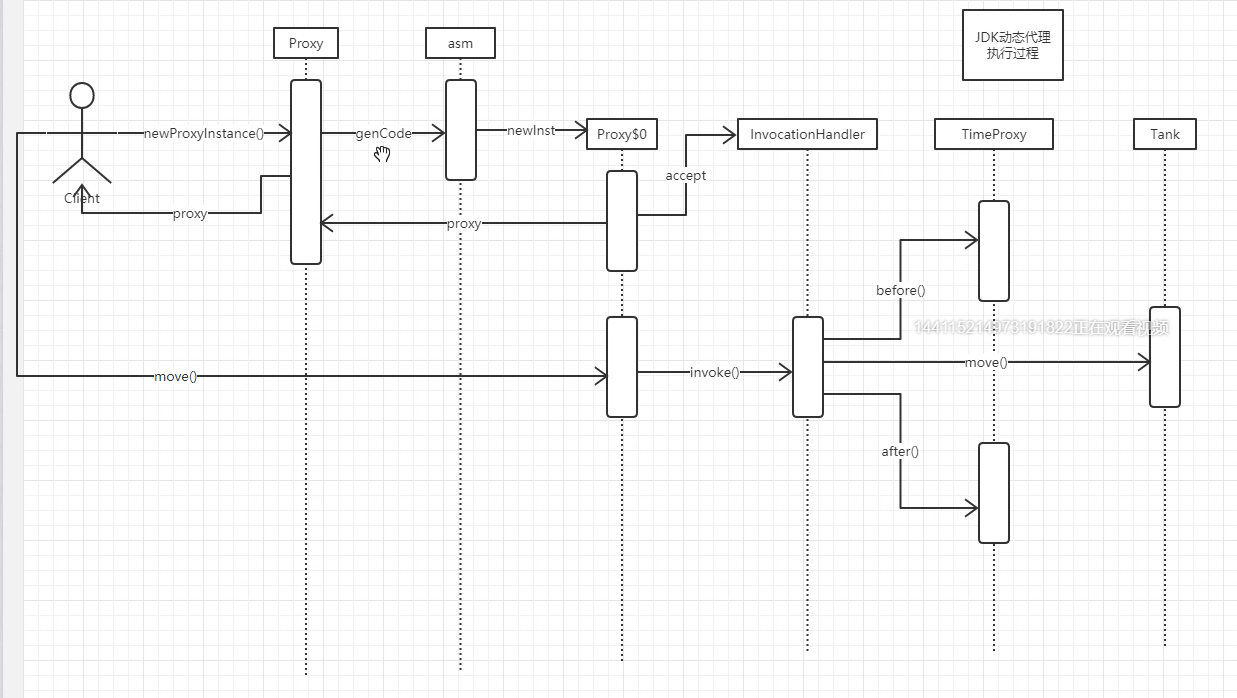 JDK动态代理
执行过程
Proxy
asm
newProxyInstance()
genCode
newInst
Proxy$0
InvocationHandler
TimeProxy
Tank
accept
Client
proxy
proxy
before()
144115214973191822正在观看视频
move()
invoke()
move()
after()